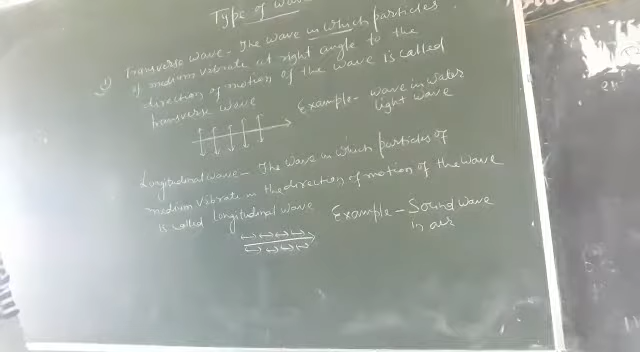 Type of wave
① Transverse wave - The wave in which particles
of medium vibrate at right angle to the
direction of motion of the wave is called
transverse wave
Example - wave in water
light wave
Longitudinal wave - The wave in which particles of
medium vibrate in the direction of motion of the wave
is called longitudinal wave
Example - Sound wave
in air